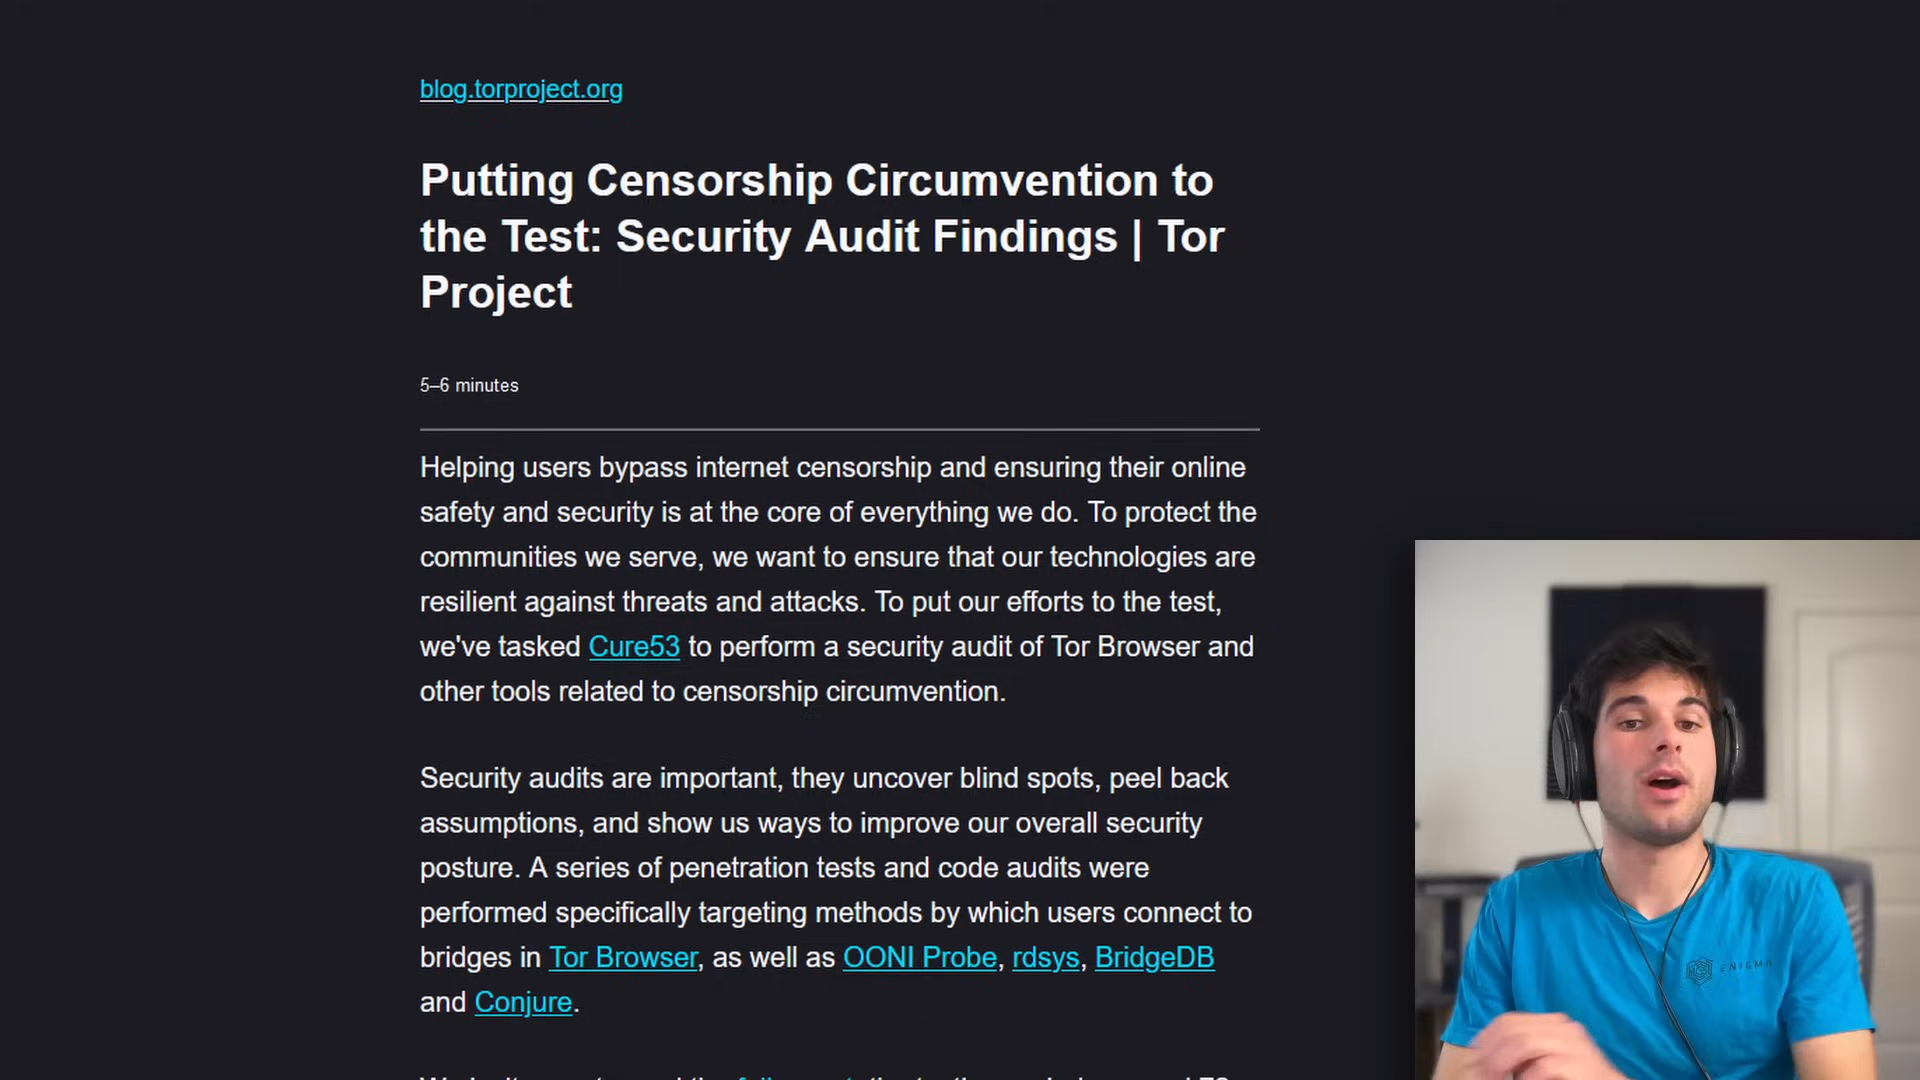 blog.torproject.org
Putting Censorship Circumvention to
the Test: Security Audit Findings | Tor
Project
5–6 minutes
Helping users bypass internet censorship and ensuring their online
safety and security is at the core of everything we do. To protect the
communities we serve, we want to ensure that our technologies are
resilient against threats and attacks. To put our efforts to the test,
we've tasked Cure53 to perform a security audit of Tor Browser and
other tools related to censorship circumvention.
Security audits are important, they uncover blind spots, peel back
assumptions, and show us ways to improve our overall security
posture. A series of penetration tests and code audits were
performed specifically targeting methods by which users connect to
bridges in Tor Browser, as well as OONI Probe, rdsys, BridgeDB
and Conjure.
ENIGMA